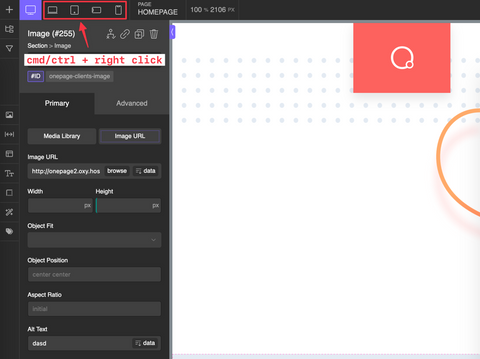 PAGE
HOMEPAGE
100 % 2106 PX
Image (#255)
Section > Image
cmd/ctrl + right click
#ID
onepage-clients-image
Primary
Advanced
Media Library
Image URL
Image URL
http://onepage2.oxy.hos
browse
data
Width
Height
px
px
Object Fit
Object Position
center center
Aspect Ratio
initial
Alt Text
dasd
data